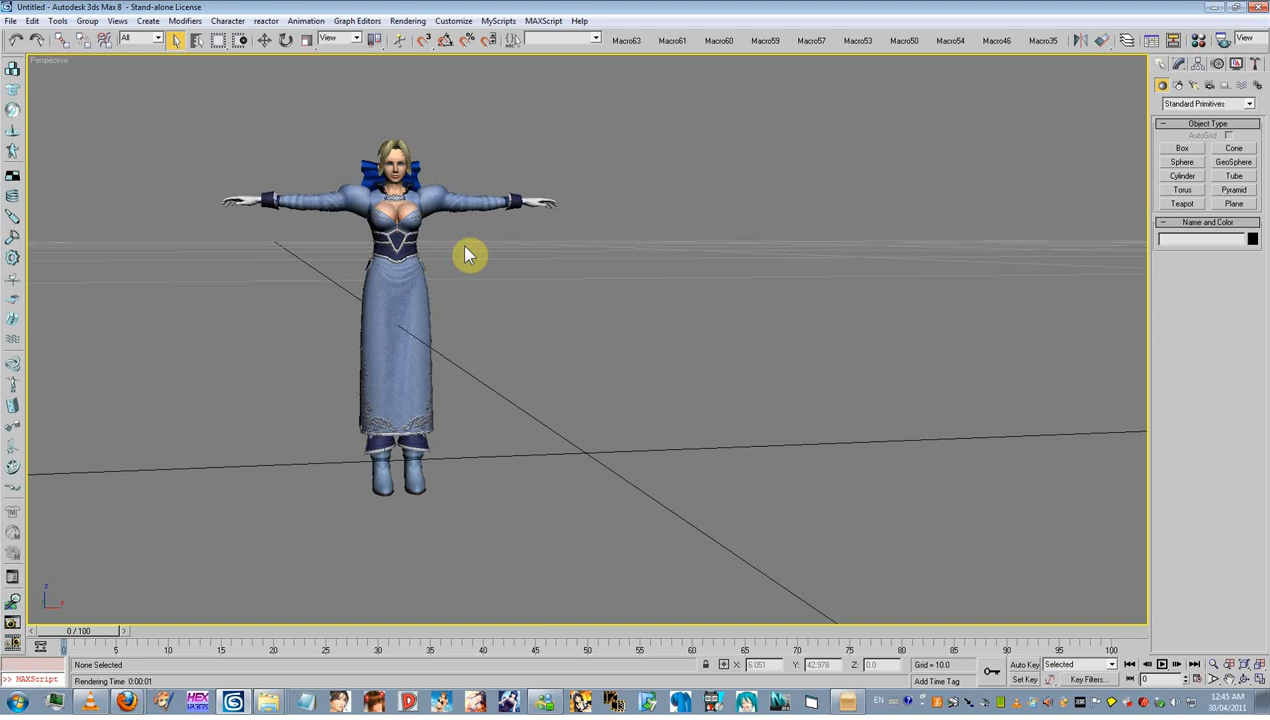 Untitled - Autodesk 3ds Max 8 - Stand-alone License
File Edit Tools Group Views Create Modifiers Character reactor Animation Graph Editors Rendering Customize MyScripts MAXScript Help
All View Macro63 Macro61 Macro60 Macro59 Macro57 Macro53 Macro50 Macro54 Macro46 Macro35 View
Perspective
Standard Primitives
Object Type
AutoGrid
Box Cone
Sphere GeoSphere
Cylinder Tube
Torus Pyramid
Teapot Plane
Name and Color
z
x
0 / 100
0 5 10 15 20 25 30 35 40 45 50 55 60 65 70 75 80 85 90 95 100
None Selected X: 6.051 Y: 42.978 Z: 0.0 Grid = 10.0 Auto Key Selected
>> MAXScript Rendering Time 0:00:01 Add Time Tag Set Key Key Filters... 0
HEX EN 12:45 AM
30/04/2011